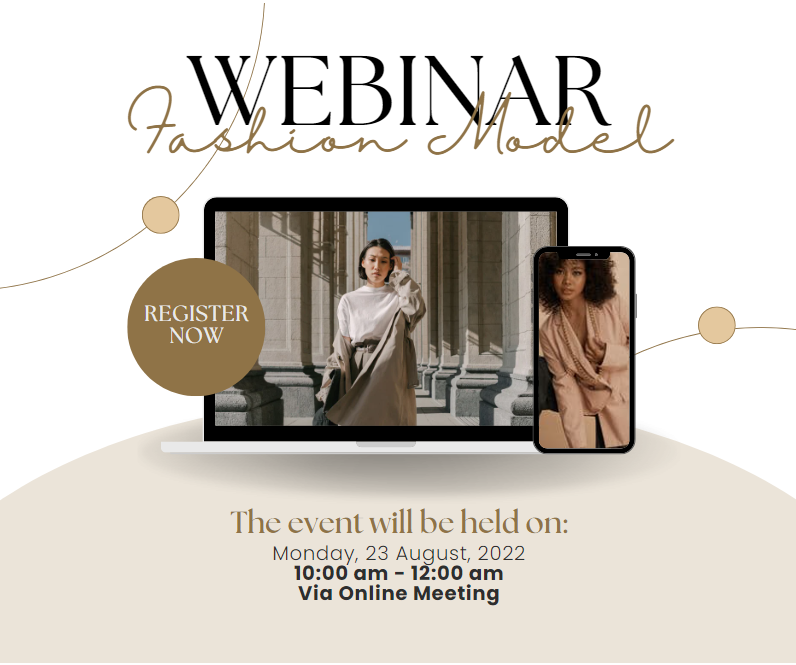 WEBINAR
Fashion Model
REGISTER
NOW
The event will be held on:
Monday, 23 August, 2022
10:00 am - 12:00 am
Via Online Meeting